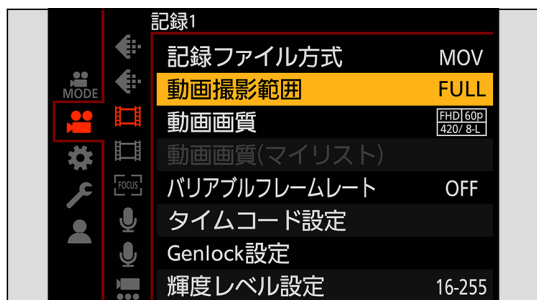 記録1
MODE
記録ファイル方式 MOV
動画撮影範囲 FULL
動画画質 FHD 60p 420/ 8-L
動画画質(マイリスト)
FOCUS
バリアブルフレームレート OFF
タイムコード設定
Genlock設定
輝度レベル設定 16-255